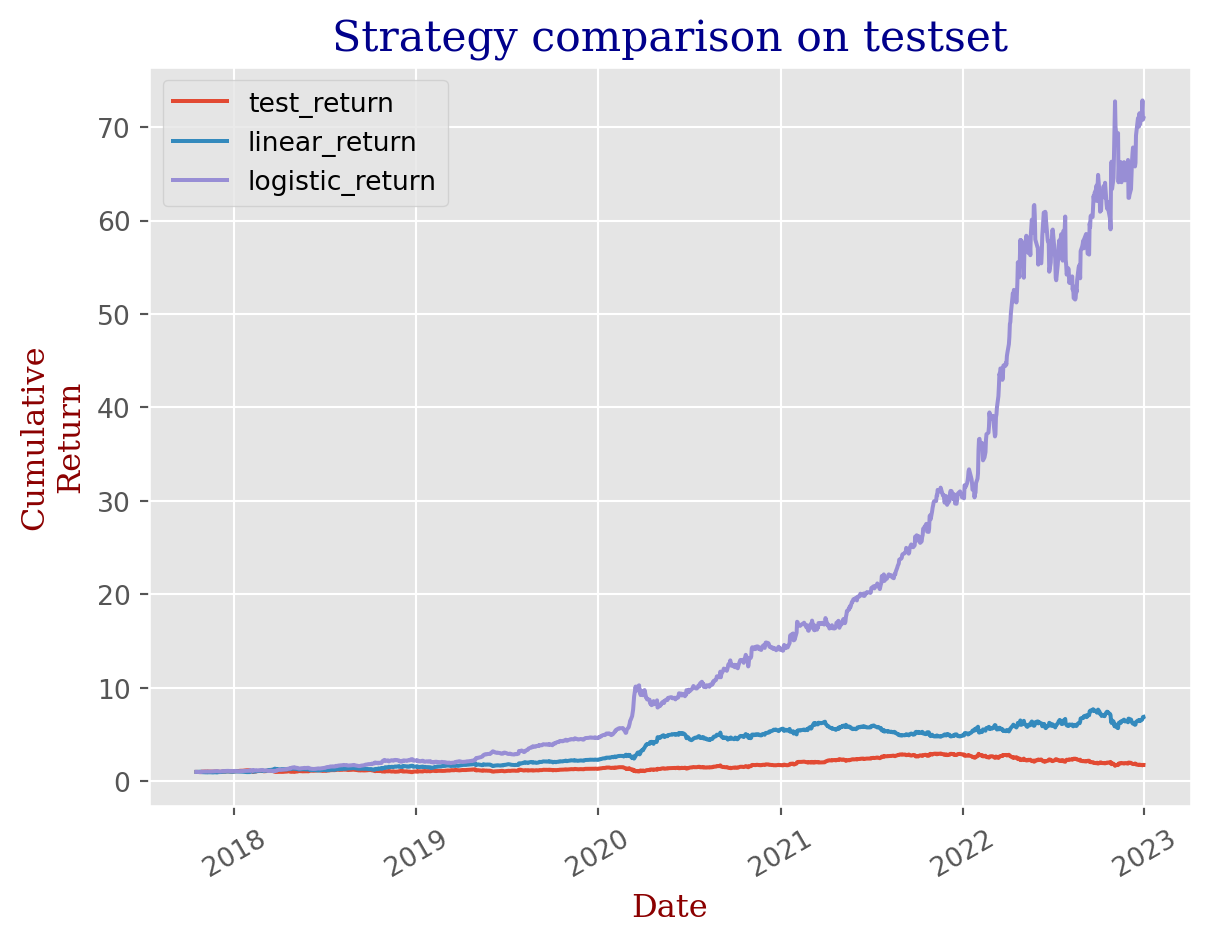 Strategy comparison on testset
test_return
linear_return
logistic_return
70
60
50
40
30
20
10
0
Cumulative
Return
2018
2019
2020
2021
2022
2023
Date